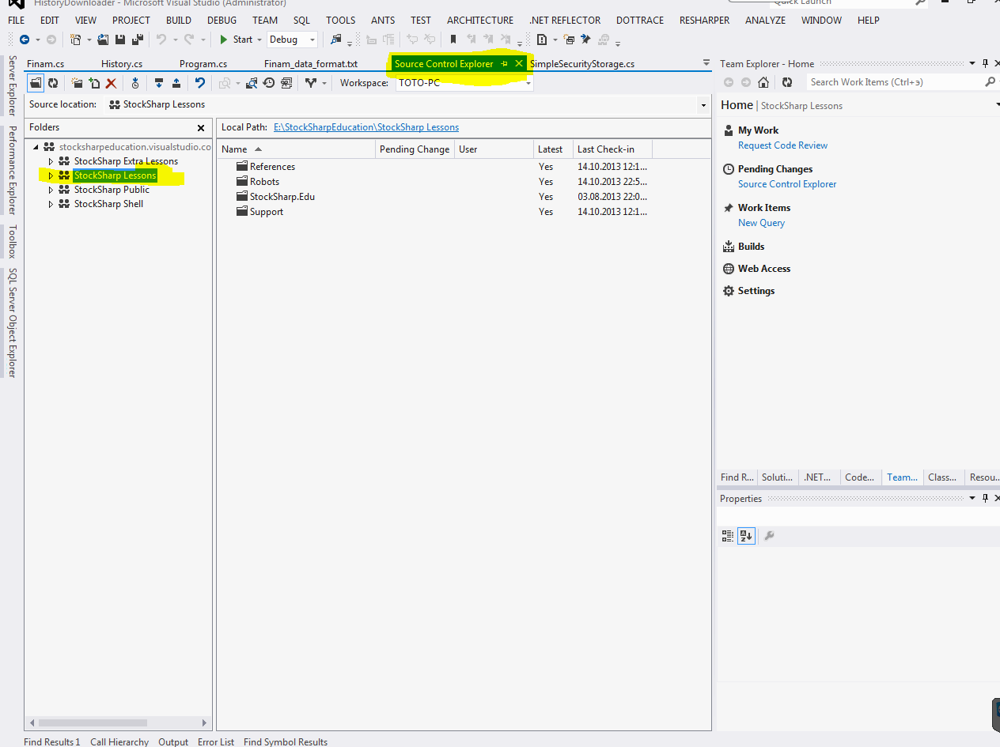 HistoryDownloader - Microsoft Visual Studio (Administrator)
Quick Launch
FILE EDIT VIEW PROJECT BUILD DEBUG TEAM SQL TOOLS ANTS TEST ARCHITECTURE .NET REFLECTOR DOTTRACE RESHARPER ANALYZE WINDOW HELP
Start Debug
Server Explorer
Performance Explorer
Toolbox
SQL Server Object Explorer
Finam.cs History.cs Program.cs Finam_data_format.txt Source Control Explorer SimpleSecurityStorage.cs
Workspace: TOTO-PC
Source location: StockSharp Lessons
Folders
stocksharpeducation.visualstudio.co
StockSharp Extra Lessons
StockSharp Lessons
StockSharp Public
StockSharp Shell
Local Path: E:\StockSharpEducation\StockSharp Lessons
Name Pending Change User Latest Last Check-in
References Yes 14.10.2013 12:1...
Robots Yes 14.10.2013 22:5...
StockSharp.Edu Yes 03.08.2013 22:0...
Support Yes 14.10.2013 12:1...
Team Explorer - Home
Search Work Items (Ctrl+э)
Home | StockSharp Lessons
My Work
Request Code Review
Pending Changes
Source Control Explorer
Work Items
New Query
Builds
Web Access
Settings
Find R... Soluti... .NET... Code... Team... Class... Resou...
Properties
Find Results 1 Call Hierarchy Output Error List Find Symbol Results